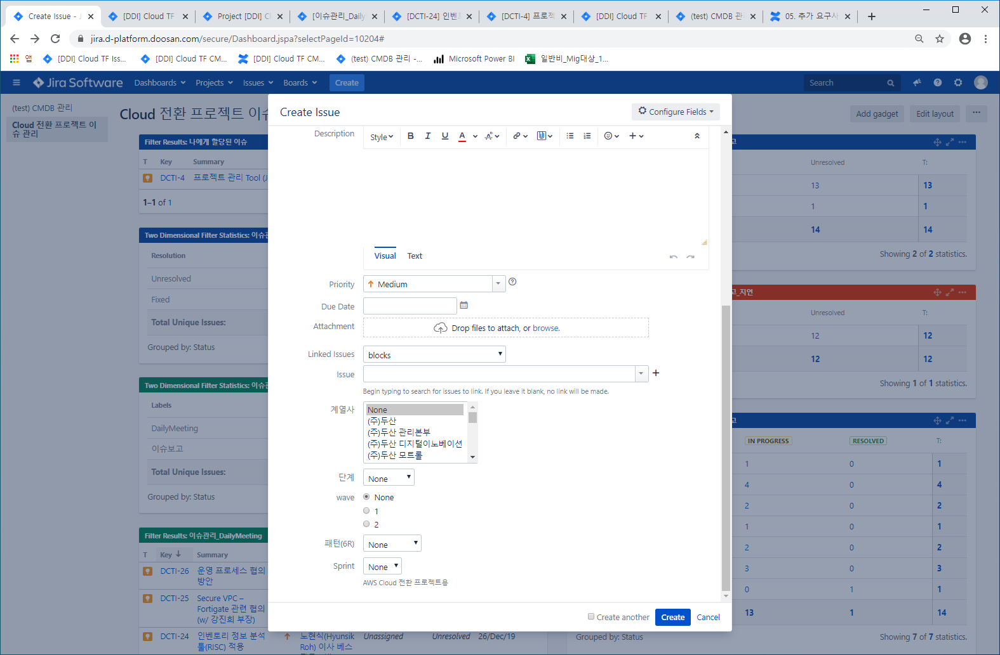 Create Issue - J
[DDI] Cloud TF
Project [DDI] Cl
[이슈관리_Daily
[DCTI-24] 인벤토
[DCTI-4] 프로젝
[DDI] Cloud TF
(test) CMDB 관
05. 추가 요구사
jira.d-platform.doosan.com/secure/Dashboard.jspa?selectPageId=10204#
앱
[DDI] Cloud TF Iss...
[DDI] Cloud TF CM...
[DDI] Cloud TF CM...
(test) CMDB 관리 -...
Microsoft Power BI
일반비_Mig대상_1...
Jira Software
Dashboards
Projects
Issues
Boards
Create
Search
(test) CMDB 관리
Cloud 전환 프로젝트 이
슈 관리
Cloud 전환 프로젝트 이슈
Add gadget
Edit layout
Filter Results: 나에게 할당된 이슈
T Key Summary
DCTI-4 프로젝트 관리 Tool (J
1–1 of 1
Two Dimensional Filter Statistics: 이슈관
Resolution
Unresolved
Fixed
Total Unique Issues:
Grouped by: Status
Two Dimensional Filter Statistics: 이슈관
Labels
DailyMeeting
이슈보고
Total Unique Issues:
Grouped by: Status
Filter Results: 이슈관리_DailyMeeting
T Key Summary
DCTI-26 운영 프로세스 협의
방안
DCTI-25 Secure VPC –
Fortigate 관련 협의
(w/ 강진희 부장)
DCTI-24 인벤토리 정보 분석
툴(RISC) 적용
노현식(Hyunsik
Roh) 이사 베스
Unassigned
Unresolved
26/Dec/19
Create Issue
Configure Fields
Description
Style
B I U A
Visual
Text
Priority
Medium
Due Date
Attachment
Drop files to attach, or browse.
Linked Issues
blocks
Issue
Begin typing to search for issues to link. If you leave it blank, no link will be made.
계열사
None
(주)두산
(주)두산 관리본부
(주)두산 디지털이노베이션
(주)두산 모트롤
단계
None
wave
None
1
2
패턴(6R)
None
Sprint
None
AWS Cloud 전환 프로젝트용
Create another
Create
Cancel
고
Unresolved T:
13 13
1 1
14 14
Showing 2 of 2 statistics.
고_지연
Unresolved T:
12 12
12 12
Showing 1 of 1 statistics.
고
IN PROGRESS RESOLVED T:
1 0 1
4 0 4
2 0 2
1 0 1
2 0 2
3 0 3
0 1 1
13 1 14
Grouped by: Status
Showing 7 of 7 statistics.